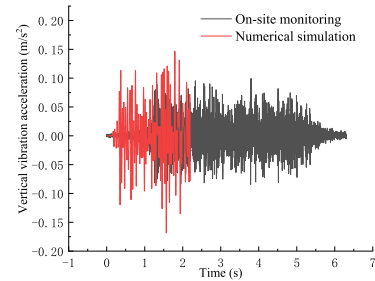 On-site monitoring
Numerical simulation
Vertical vibration acceleration (m/s²)
0.20
0.15
0.10
0.05
0.00
−0.05
−0.10
−0.15
−0.20
−1 0 1 2 3 4 5 6 7
Time (s)